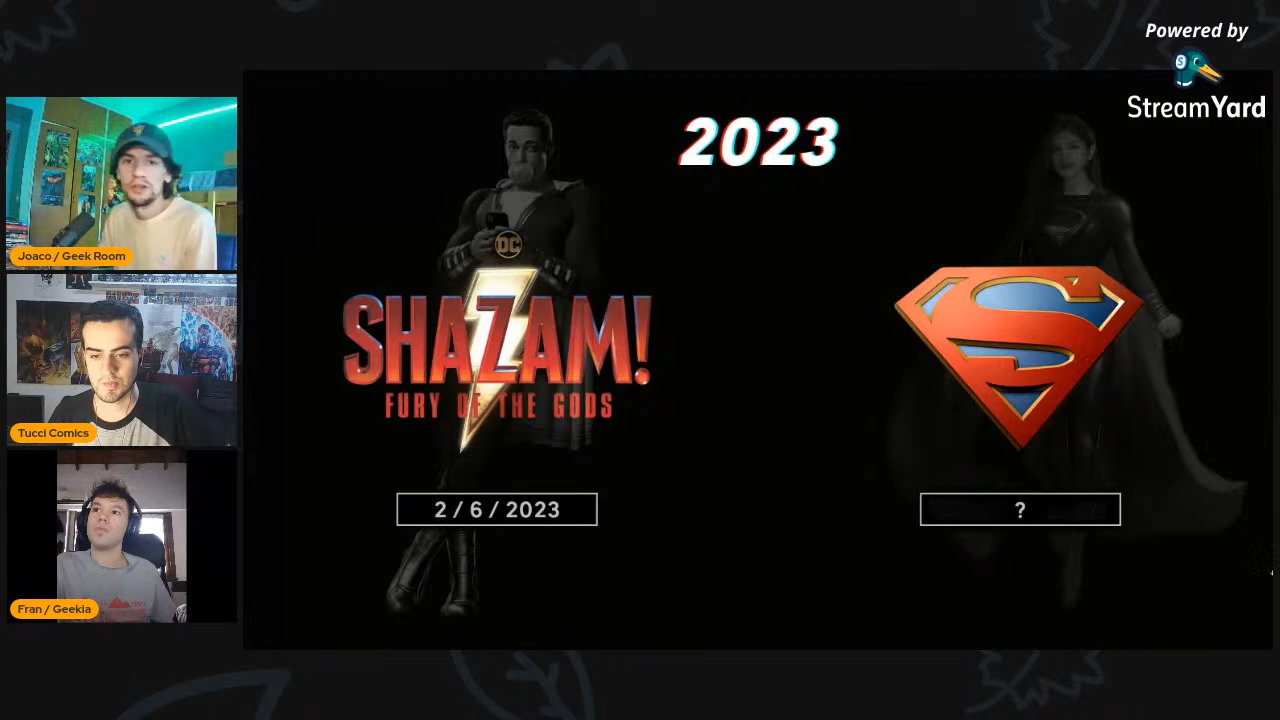 Powered by
StreamYard
2023
DC
SHAZAM!
FURY OF THE GODS
S
2 / 6 / 2023
?
Joaco / Geek Room
Tucci Comics
Fran / Geekia